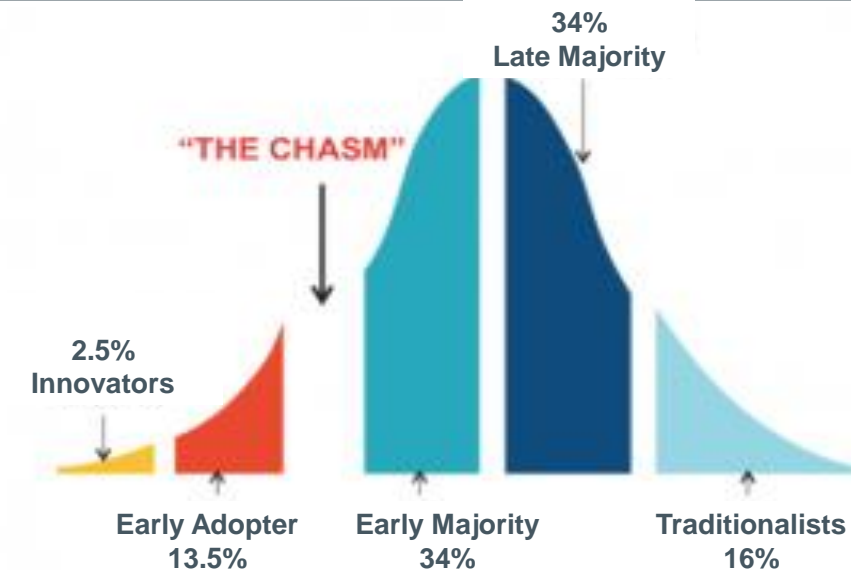 34%
Late Majority
“THE CHASM”
2.5%
Innovators
Early Adopter
13.5%
Early Majority
34%
Traditionalists
16%